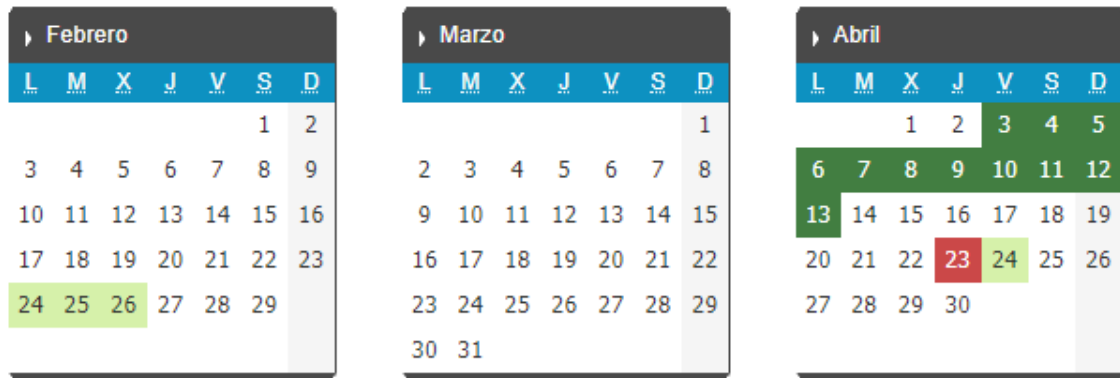 Febrero
L M X J V S D
1 2
3 4 5 6 7 8 9
10 11 12 13 14 15 16
17 18 19 20 21 22 23
24 25 26 27 28 29
Marzo
L M X J V S D
1
2 3 4 5 6 7 8
9 10 11 12 13 14 15
16 17 18 19 20 21 22
23 24 25 26 27 28 29
30 31
Abril
L M X J V S D
1 2 3 4 5
6 7 8 9 10 11 12
13 14 15 16 17 18 19
20 21 22 23 24 25 26
27 28 29 30